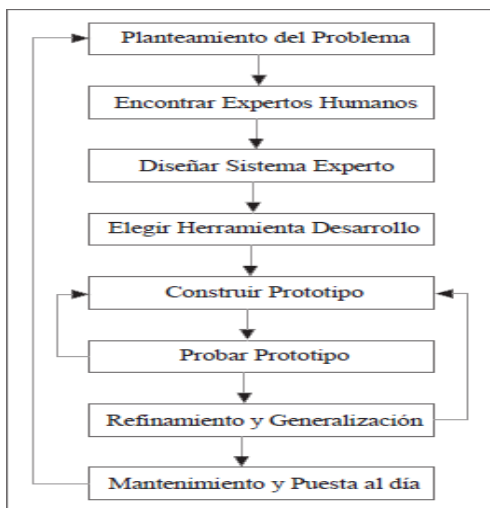 Planteamiento del Problema
Encontrar Expertos Humanos
Diseñar Sistema Experto
Elegir Herramienta Desarrollo
Construir Prototipo
Probar Prototipo
Refinamiento y Generalización
Mantenimiento y Puesta al día